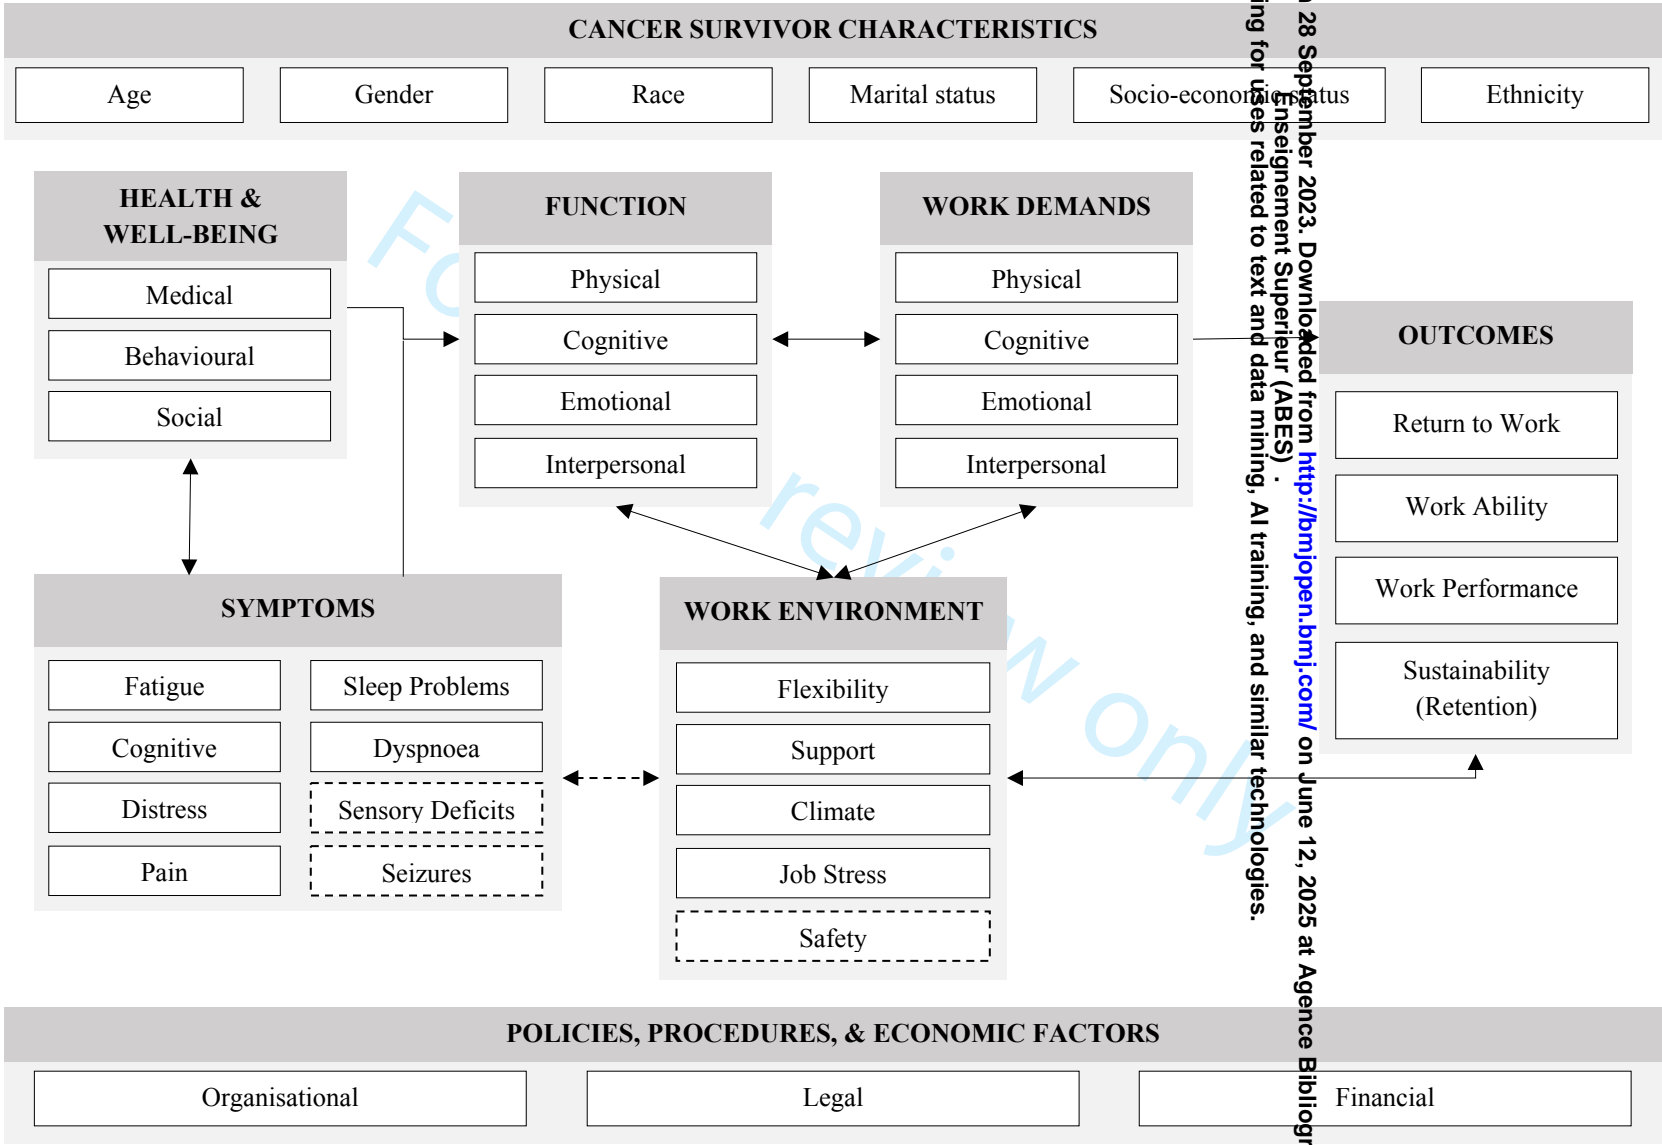 CANCER SURVIVOR CHARACTERISTICS
Age
Gender
Race
Marital status
Socio-economic status
Ethnicity
HEALTH &
WELL-BEING
Medical
Behavioural
Social
FUNCTION
Physical
Cognitive
Emotional
Interpersonal
WORK DEMANDS
Physical
Cognitive
Emotional
Interpersonal
OUTCOMES
Return to Work
Work Ability
Work Performance
Sustainability
(Retention)
SYMPTOMS
Fatigue
Sleep Problems
Cognitive
Dyspnoea
Distress
Sensory Deficits
Pain
Seizures
WORK ENVIRONMENT
Flexibility
Support
Climate
Job Stress
Safety
POLICIES, PROCEDURES, & ECONOMIC FACTORS
Organisational
Legal
Financial
review only
28 September 2023. Downloaded from http://bmjopen.bmj.com/ on June 12, 2025 at Agence
Enseignement Superieur (ABES) .
for uses related to text and data mining, AI training, and similar technologies.